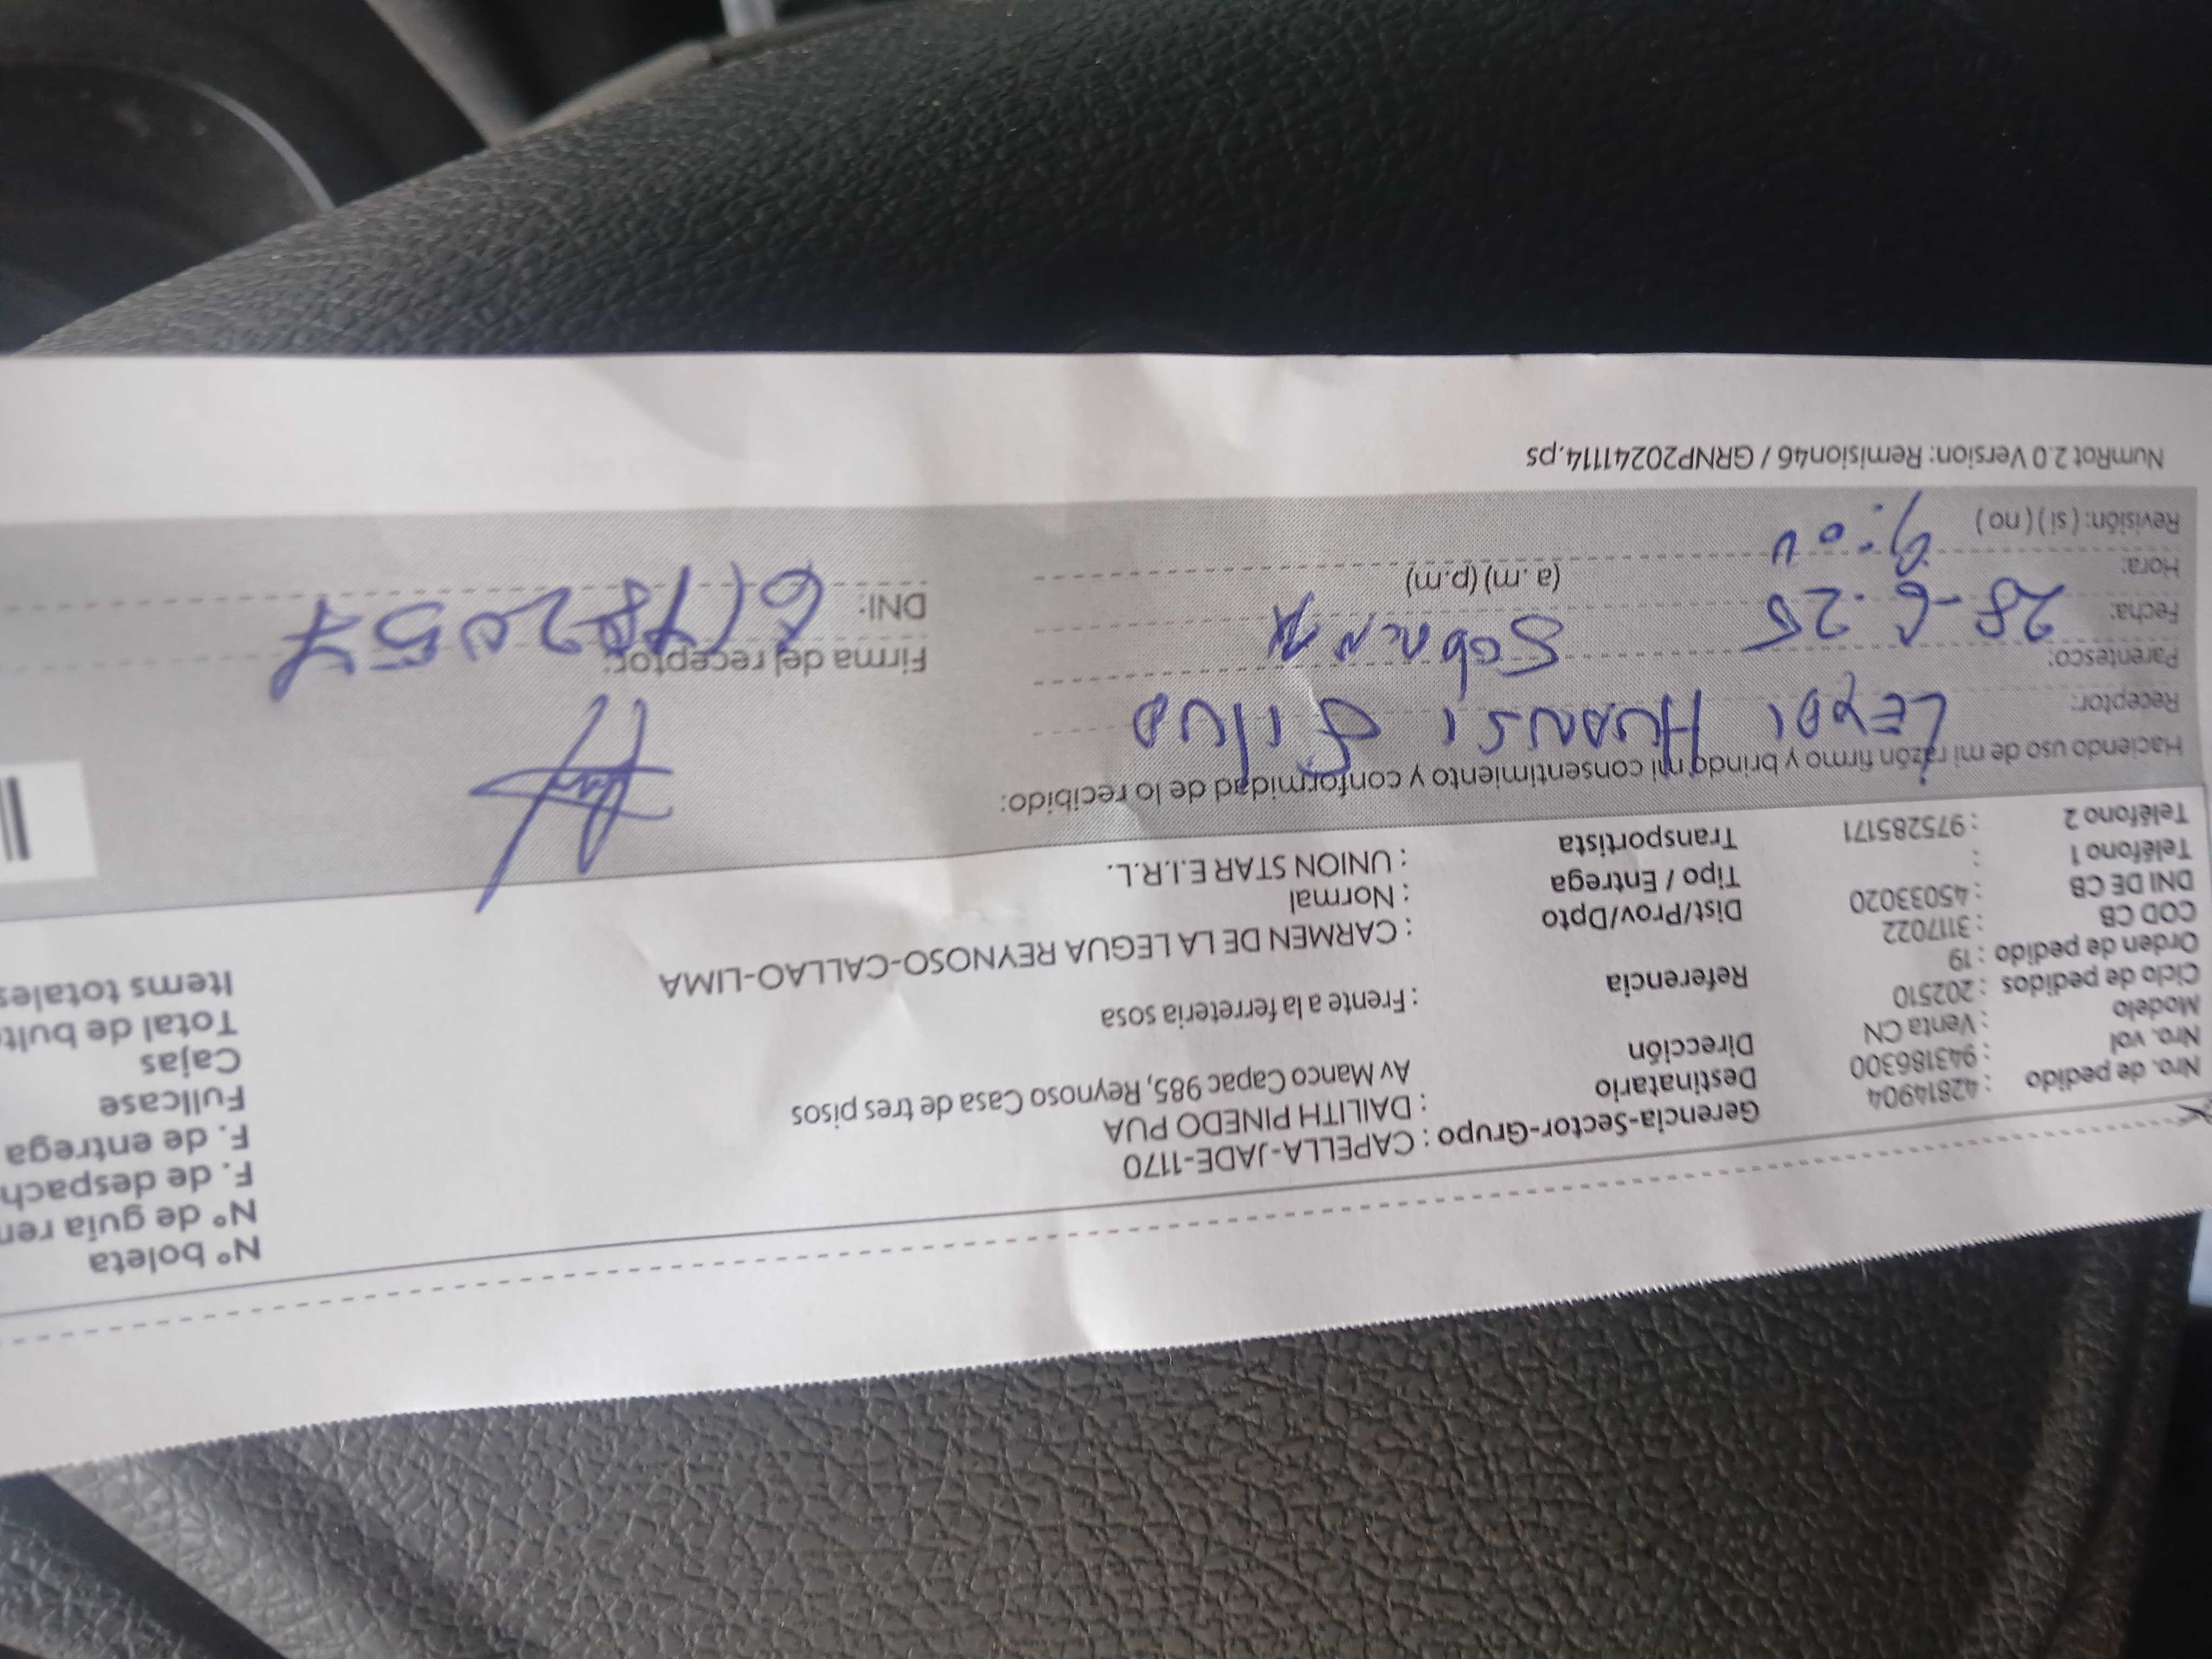 Nro. de pedido : 42814904
Nro. vol : 943186300
Modelo : Venta CN
Ciclo de pedidos : 202510
Orden de pedido : 19
COD CB : 3117022
DNI DE CB : 45033020
Teléfono 1 :
Teléfono 2 : 975285171
Gerencia-Sector-Grupo : CAPELLA-JADE-1170
Destinatario : DAILITH PINEDO PUA
Dirección Av Manco Capac 985, Reynoso Casa de tres pisos
Referencia : Frente a la ferreteria sosa
Dist/Prov/Dpto : CARMEN DE LA LEGUA REYNOSO-CALLAO-LIMA
Tipo / Entrega : Normal
Transportista : UNION STAR E.I.R.L.
N° boleta
N° de guía rem
F. de despach
F. de entrega
Fullcase
Cajas
Total de bult
Items totales
Haciendo uso de mi razón firmo y brindo mi consentimiento y conformidad de lo recibido:
Receptor: HUANSI
Parentesco:
Fecha: 28-6-25
Hora: (a.m) (p.m)
Revisión: (si) (no)
Firma del receptor:
DNI:
NumRot 2.0 Version: Remision46 / GRNP20241114.ps